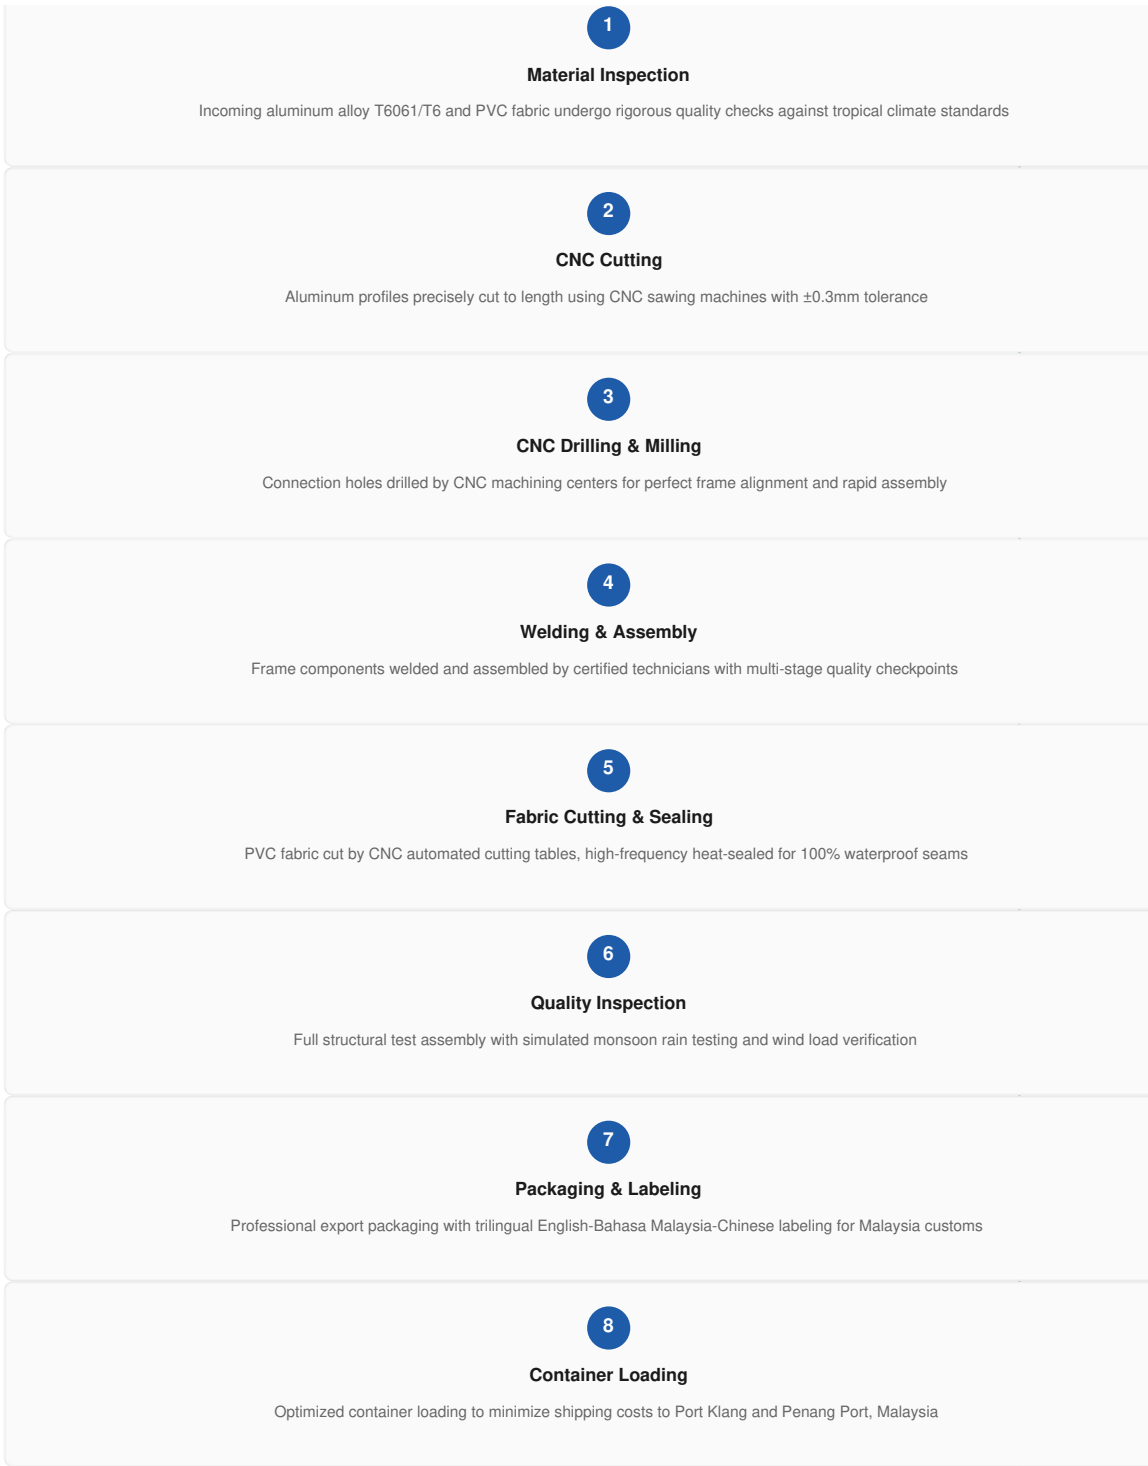 1
Material Inspection
Incoming aluminum alloy T6061/T6 and PVC fabric undergo rigorous quality checks against tropical climate standards
2
CNC Cutting
Aluminum profiles precisely cut to length using CNC sawing machines with ±0.3mm tolerance
3
CNC Drilling & Milling
Connection holes drilled by CNC machining centers for perfect frame alignment and rapid assembly
4
Welding & Assembly
Frame components welded and assembled by certified technicians with multi-stage quality checkpoints
5
Fabric Cutting & Sealing
PVC fabric cut by CNC automated cutting tables, high-frequency heat-sealed for 100% waterproof seams
6
Quality Inspection
Full structural test assembly with simulated monsoon rain testing and wind load verification
7
Packaging & Labeling
Professional export packaging with trilingual English-Bahasa Malaysia-Chinese labeling for Malaysia customs
8
Container Loading
Optimized container loading to minimize shipping costs to Port Klang and Penang Port, Malaysia